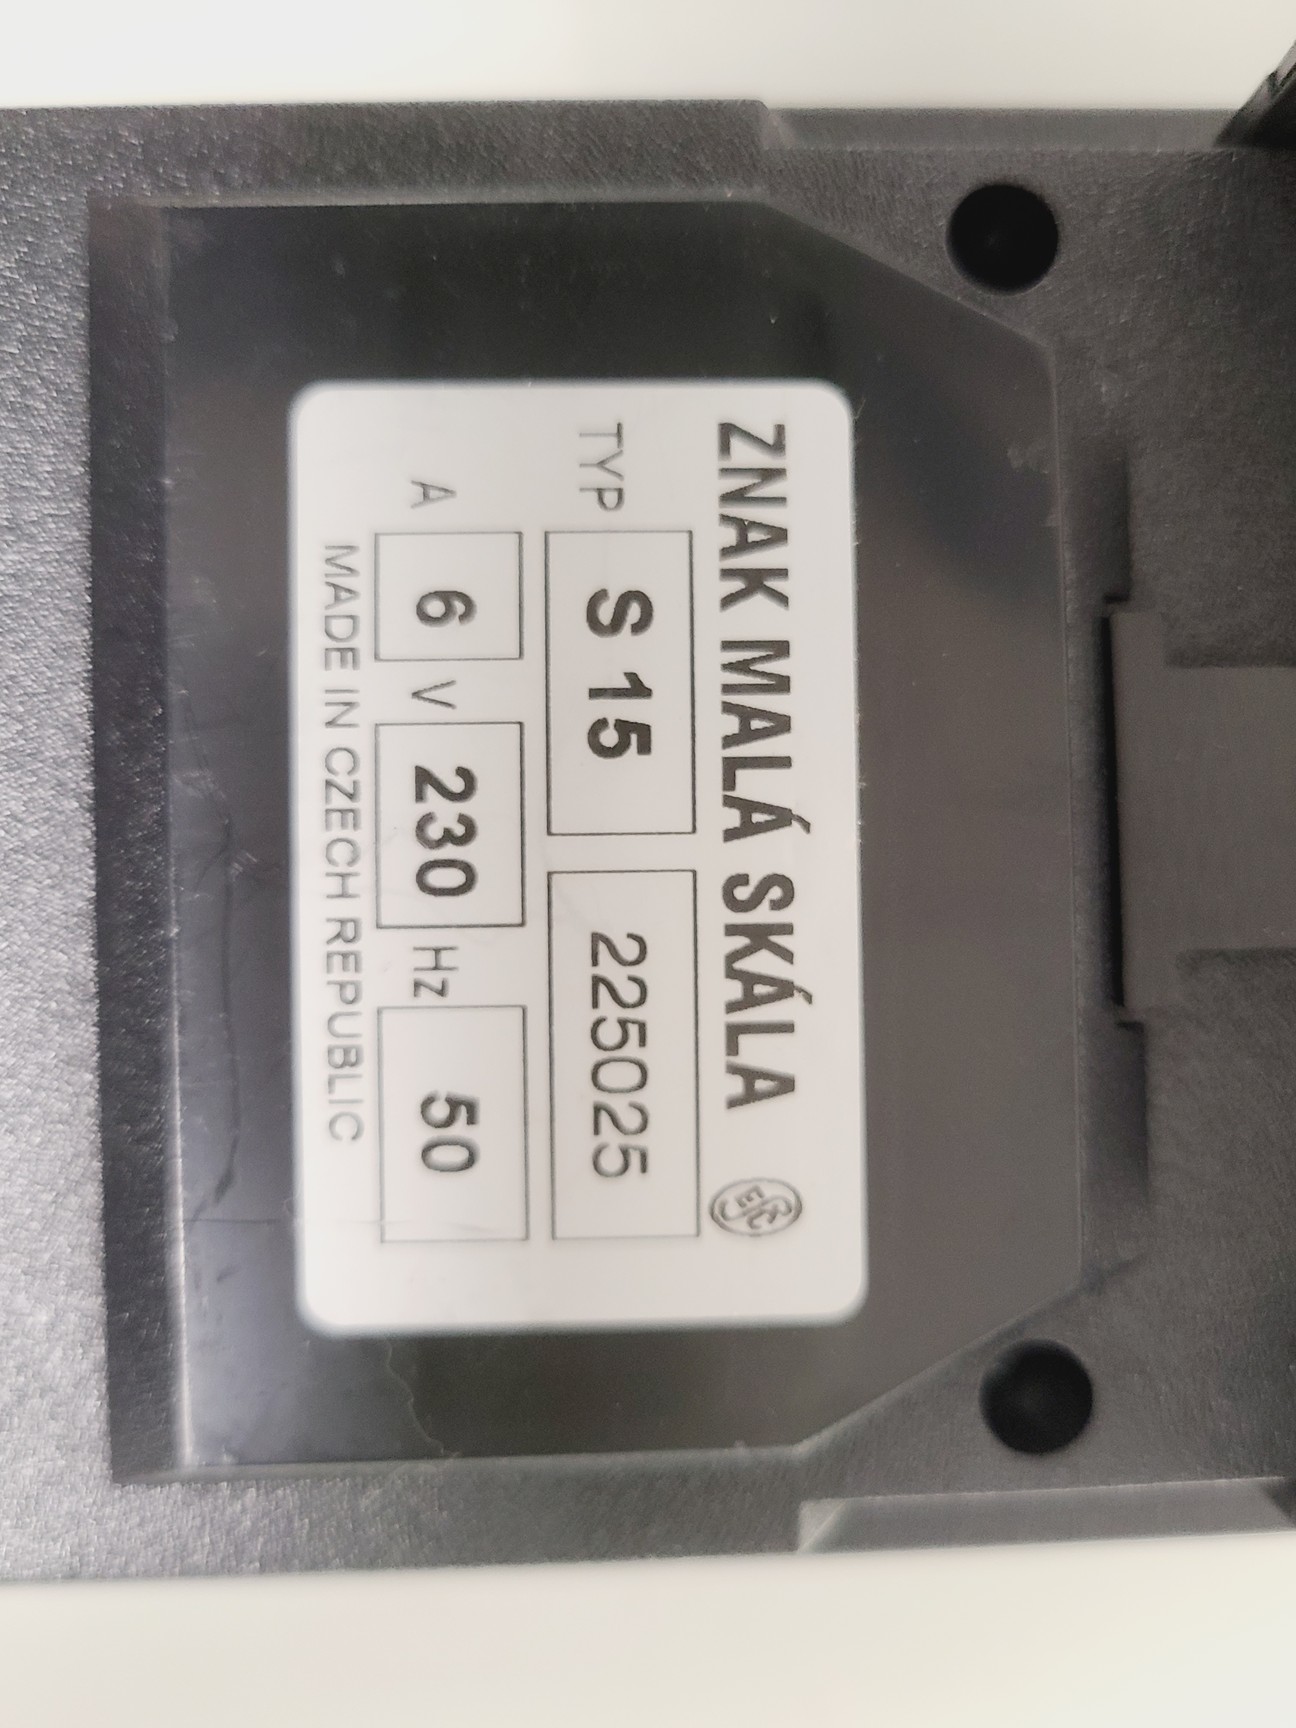 ZNAK MALÁ SKÁLA
TYP S 15 225025
A 6 V 230 Hz 50
MADE IN CZECH REPUBLIC